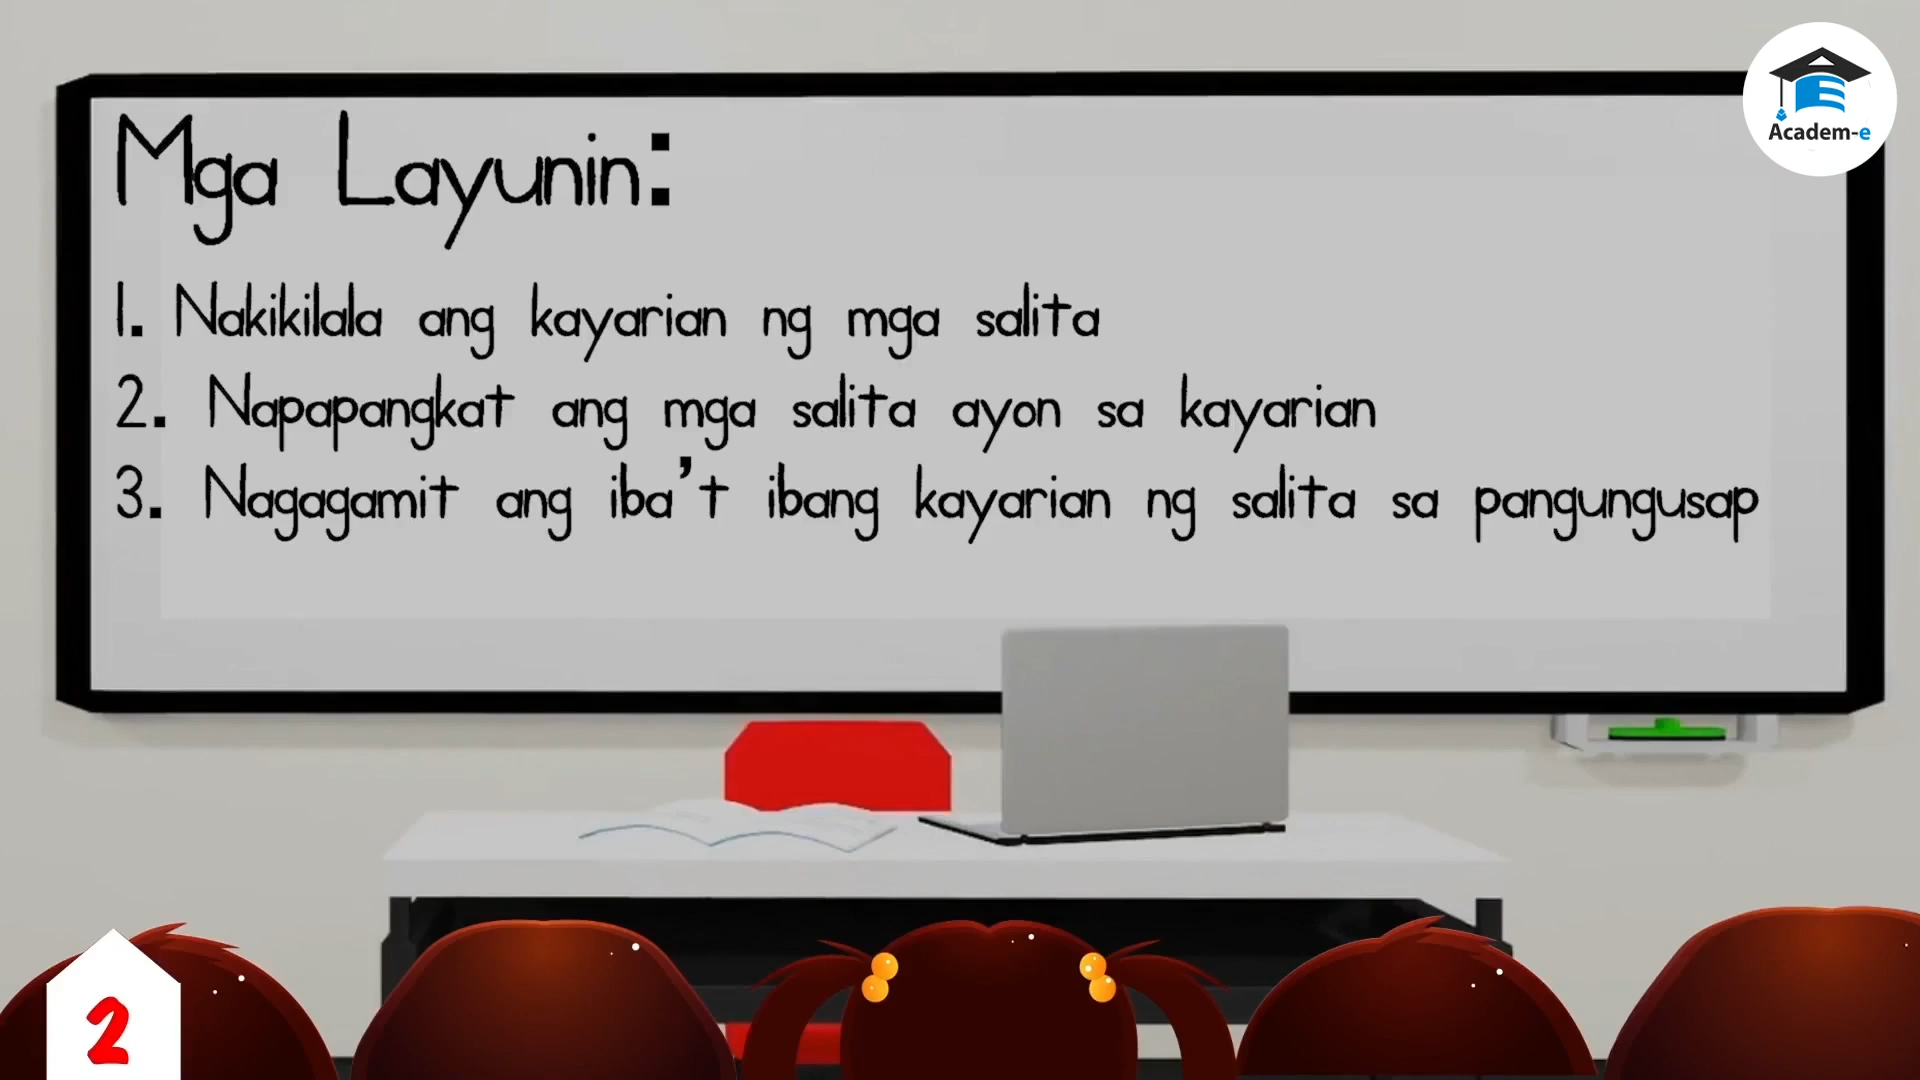 Academ-e
Mga Layunin:
1. Nakikilala ang kayarian ng mga salita
2. Napapangkat ang mga salita ayon sa kayarian
3. Nagagamit ang iba't ibang kayarian ng salita sa pangungusap
2